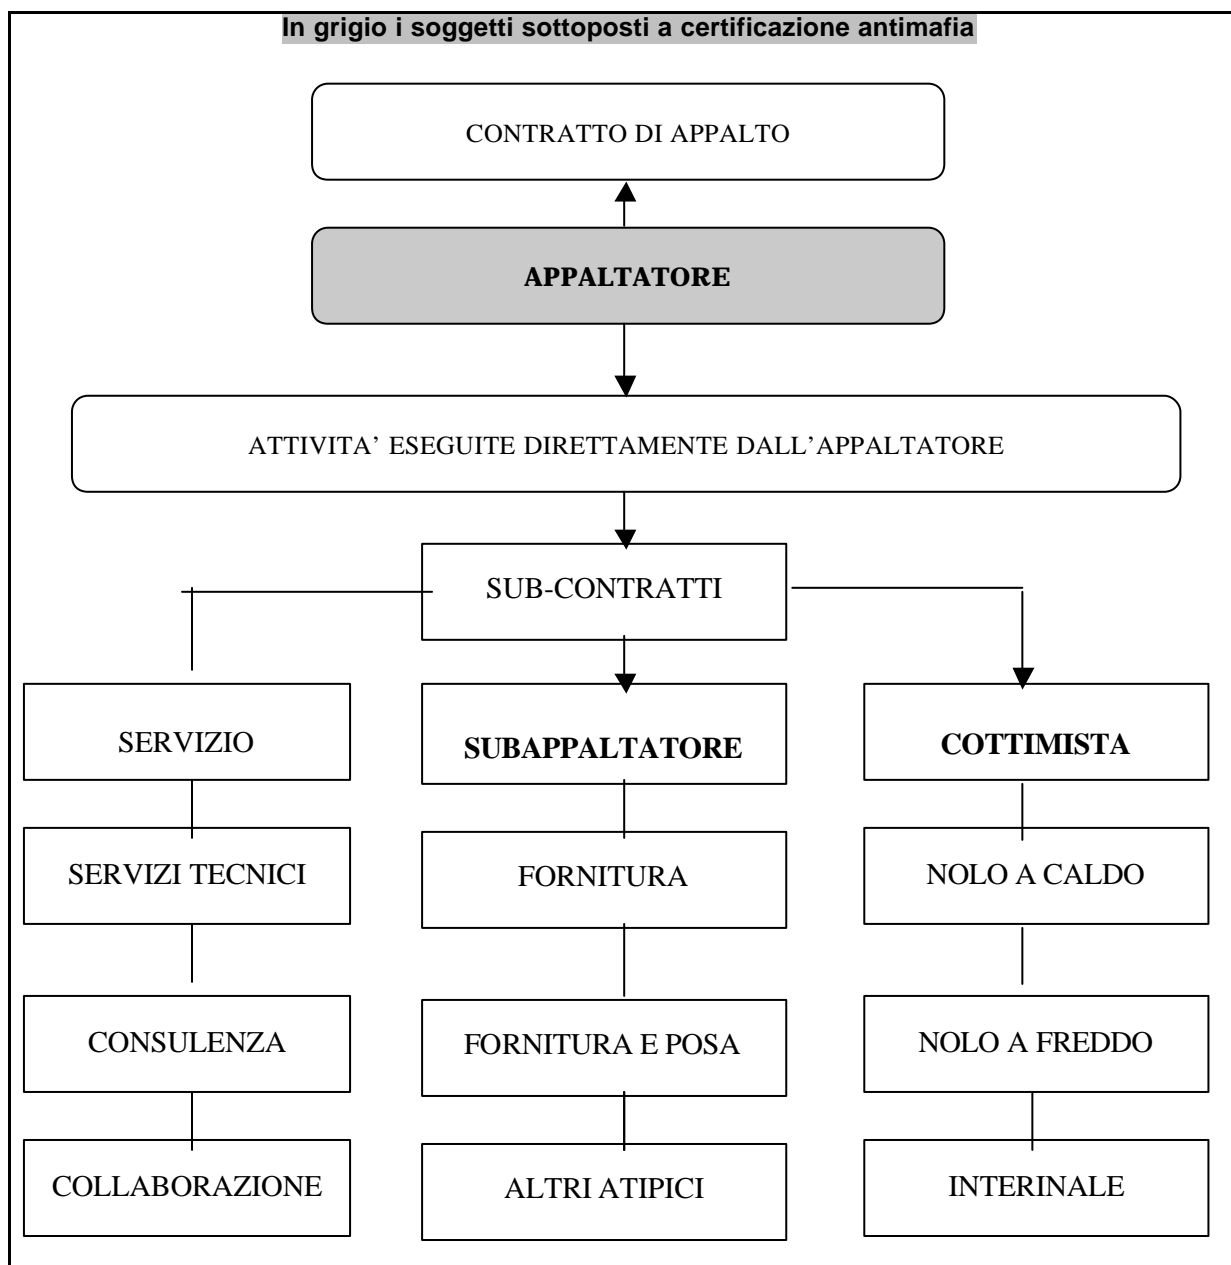 In grigio i soggetti sottoposti a certificazione antimafia
CONTRATTO DI APPALTO
APPALTATORE
ATTIVITA’ ESEGUITE DIRETTAMENTE DALL’APPALTATORE
SUB-CONTRATTI
SERVIZIO
SUBAPPALTATORE
COTTIMISTA
SERVIZI TECNICI
FORNITURA
NOLO A CALDO
CONSULENZA
FORNITURA E POSA
NOLO A FREDDO
COLLABORAZIONE
ALTRI ATIPICI
INTERINALE